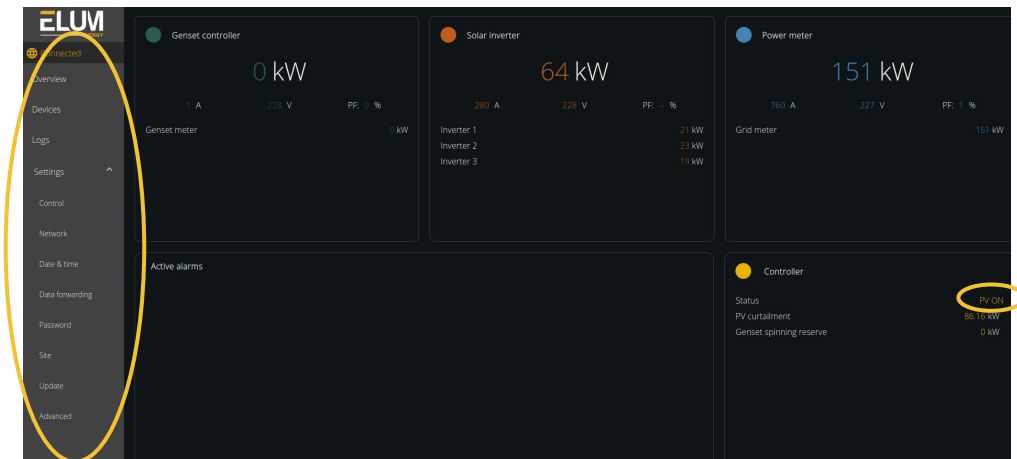 ELUM
ENERGY
Connected
Overview
Devices
Logs
Settings
Control
Network
Date & time
Data forwarding
Password
Site
Update
Advanced
Genset controller
0 kW
1 A 228 V PF: 0 %
Genset meter 0 kW
Solar inverter
64 kW
280 A 228 V PF: -- %
Inverter 1 21 kW
Inverter 2 23 kW
Inverter 3 19 kW
Power meter
151 kW
760 A 227 V PF: 1 %
Grid meter 151 kW
Active alarms
Controller
Status PV ON
PV curtailment 86.16 kW
Genset spinning reserve 0 kW